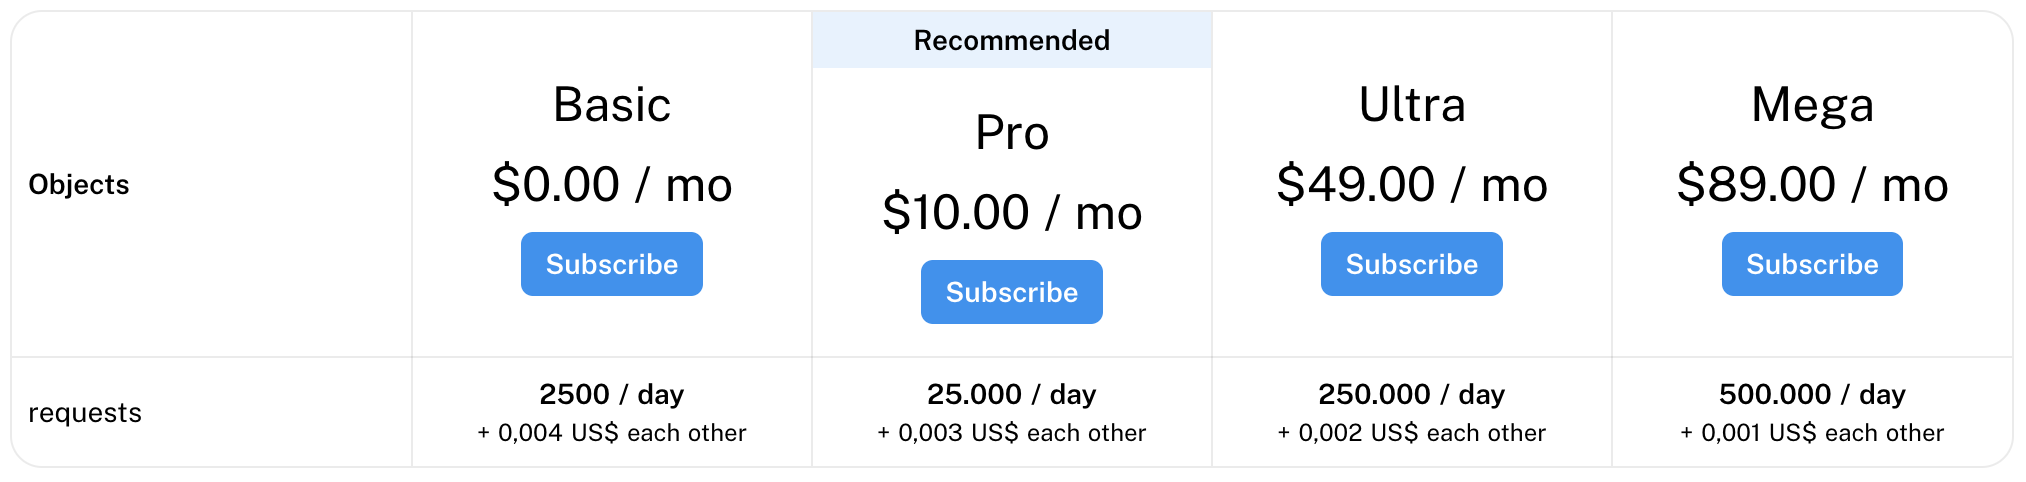 Objects
Basic
$0.00 / mo
Subscribe
Recommended
Pro
$10.00 / mo
Subscribe
Ultra
$49.00 / mo
Subscribe
Mega
$89.00 / mo
Subscribe
requests
2500 / day
+ 0,004 US$ each other
25.000 / day
+ 0,003 US$ each other
250.000 / day
+ 0,002 US$ each other
500.000 / day
+ 0,001 US$ each other